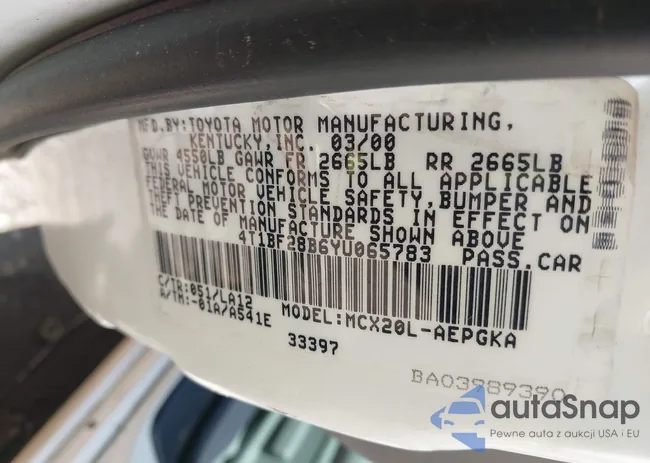 MFD.BY:TOYOTA MOTOR MANUFACTURING,
KENTUCKY,INC. 03/00
GVWR 4550LB GAWR FR 2665LB RR 2665LB
THIS VEHICLE CONFORMS TO ALL APPLICABLE
FEDERAL MOTOR VEHICLE SAFETY,BUMPER AND
THEFT PREVENTION STANDARDS IN EFFECT ON
THE DATE OF MANUFACTURE SHOWN ABOVE
4T1BF28B6YU065783 PASS.CAR
C/TR:051/LA12
A/TM:-01A/A541E MODEL:MCX20L-AEPGKA
33397
BA03989390
autaSnap
Pewne auta z aukcji USA i EU